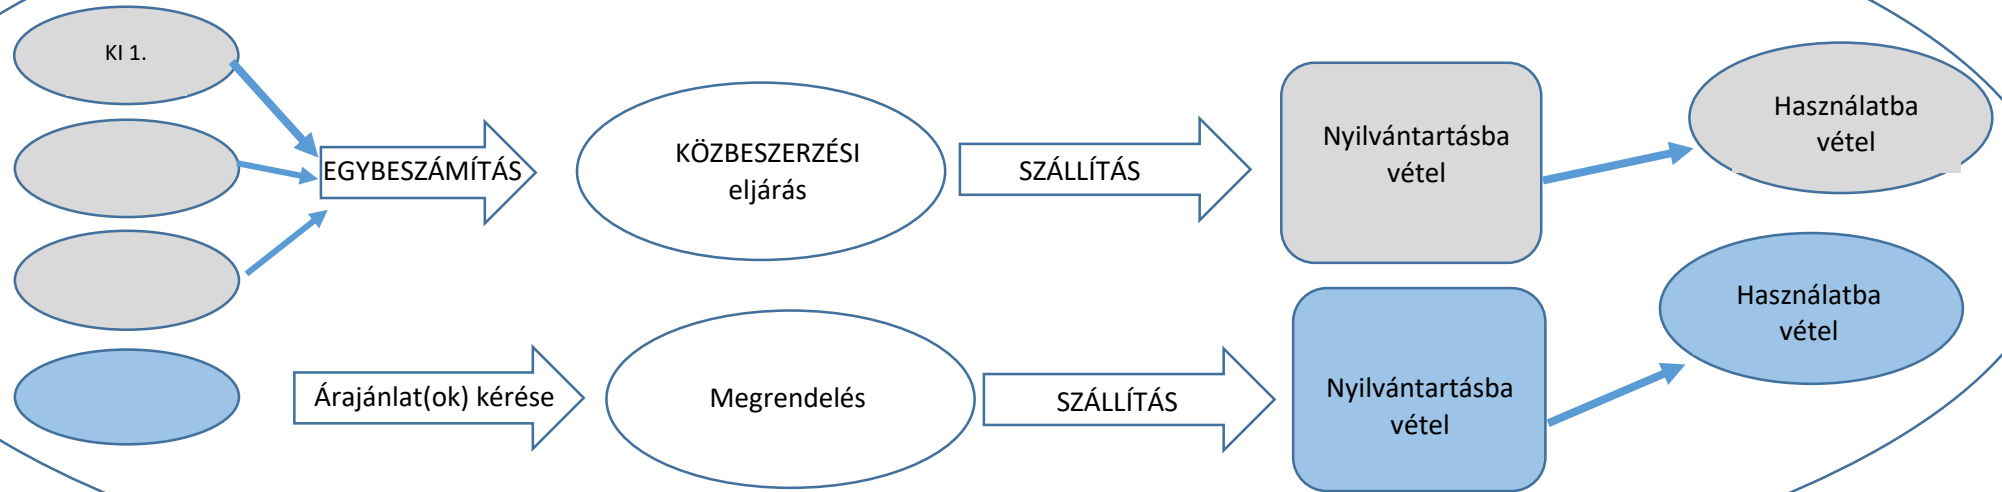 KI 1.
EGYBESZÁMÍTÁS
KÖZBESZERZÉSI
eljárás
SZÁLLÍTÁS
Nyilvántartásba
vétel
Használatba
vétel
Árajánlat(ok) kérése
Megrendelés
SZÁLLÍTÁS
Nyilvántartásba
vétel
Használatba
vétel